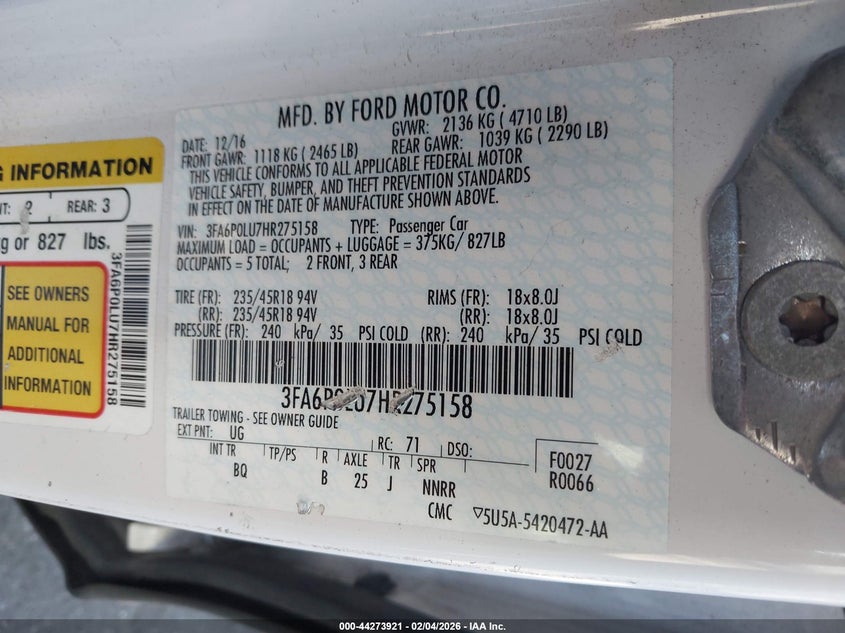 G INFORMATION
NT: 2 REAR: 3
kg or 827 lbs.
SEE OWNERS
MANUAL FOR
ADDITIONAL
INFORMATION
3FA6P0LU7HR275158
MFD. BY FORD MOTOR CO.
DATE: 12/16 GVWR: 2136 KG ( 4710 LB)
FRONT GAWR: 1118 KG ( 2465 LB) REAR GAWR: 1039 KG ( 2290 LB)
THIS VEHICLE CONFORMS TO ALL APPLICABLE FEDERAL MOTOR
VEHICLE SAFETY, BUMPER, AND THEFT PREVENTION STANDARDS
IN EFFECT ON THE DATE OF MANUFACTURE SHOWN ABOVE.
VIN: 3FA6P0LU7HR275158 TYPE: Passenger Car
MAXIMUM LOAD = OCCUPANTS + LUGGAGE = 375KG/ 827LB
OCCUPANTS = 5 TOTAL; 2 FRONT, 3 REAR
TIRE (FR): 235/45R18 94V RIMS (FR): 18x8.0J
(RR): 235/45R18 94V (RR): 18x8.0J
PRESSURE (FR): 240 kPa/ 35 PSI COLD (RR): 240 kPa/ 35 PSI COLD
3FA6P0LU7HR275158
TRAILER TOWING - SEE OWNER GUIDE
EXT PNT: UG RC: 71 DSO:
INT TR TP/PS R AXLE TR SPR F0027
BQ B 25 J NNRR R0066
CMC ▽5U5A-5420472-AA
000-44273921 - 02/04/2026 - IAA Inc.